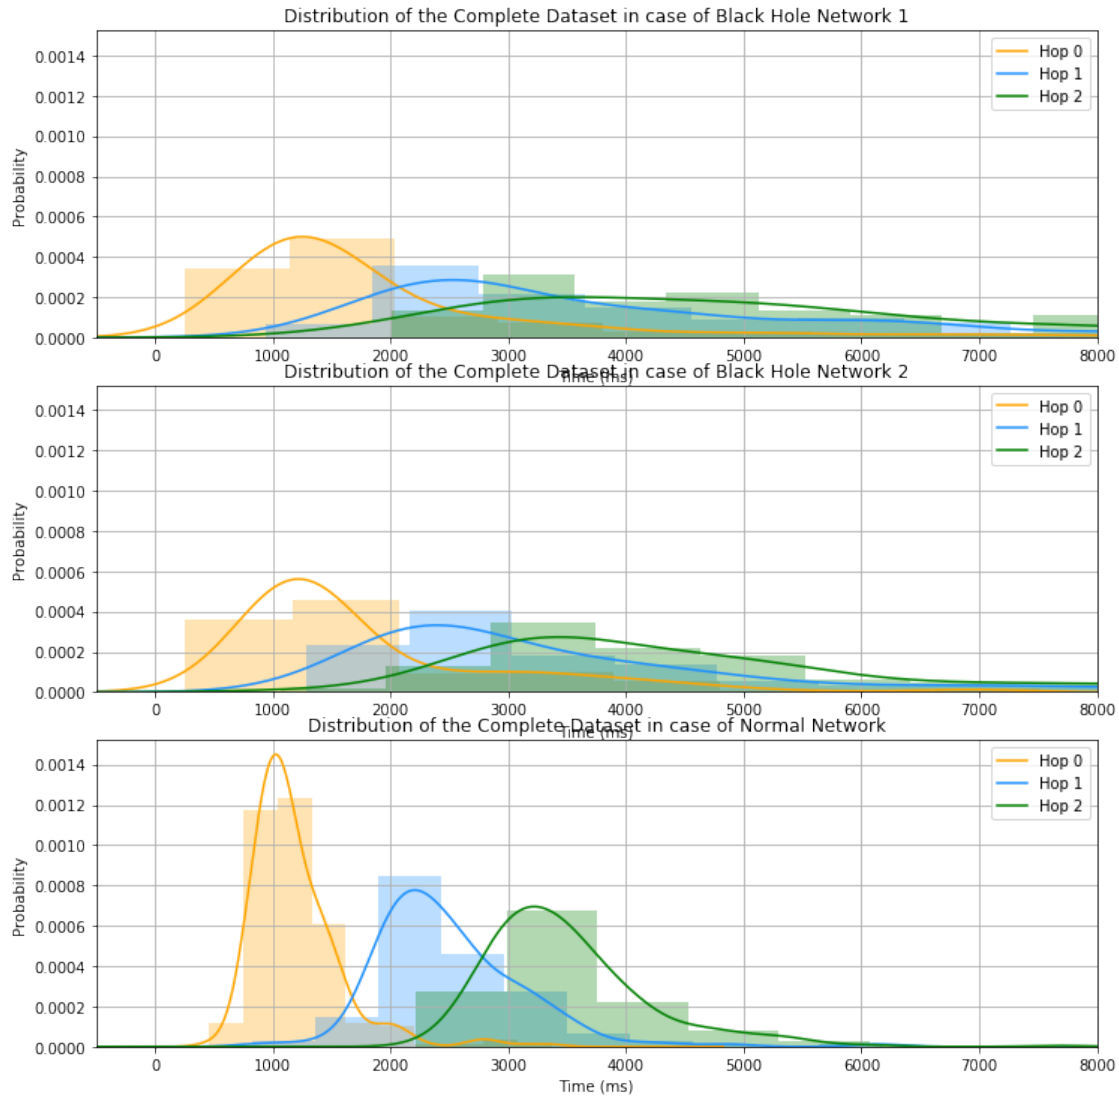 Distribution of the Complete Dataset in case of Black Hole Network 1
0.0014
0.0012
0.0010
0.0008
0.0006
0.0004
0.0002
0.0000
Probability
Hop 0
Hop 1
Hop 2
0 1000 2000 3000 4000 5000 6000 7000 8000
Time (ms)
Distribution of the Complete Dataset in case of Black Hole Network 2
0.0014
0.0012
0.0010
0.0008
0.0006
0.0004
0.0002
0.0000
Probability
Hop 0
Hop 1
Hop 2
0 1000 2000 3000 4000 5000 6000 7000 8000
Time (ms)
Distribution of the Complete Dataset in case of Normal Network
0.0014
0.0012
0.0010
0.0008
0.0006
0.0004
0.0002
0.0000
Probability
Hop 0
Hop 1
Hop 2
0 1000 2000 3000 4000 5000 6000 7000 8000
Time (ms)